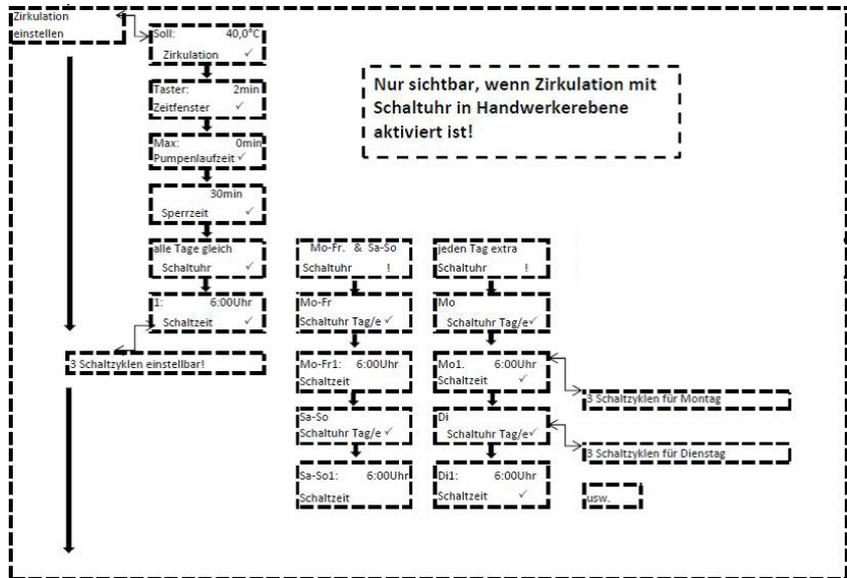 Zirkulation
einstellen
Soll: 40,0°C
Zirkulation ✓
Taster: 2min
Zeitfenster ✓
Max: 0min
Pumpenlaufzeit ✓
30min
Sperrzeit ✓
alle Tage gleich
Schaltuhr ✓
1: 6:00Uhr
Schaltzeit ✓
3 Schaltzyklen einstellbar!
Nur sichtbar, wenn Zirkulation mit
Schaltuhr in Handwerkerebene
aktiviert ist!
Mo-Fr. & Sa-So
Schaltuhr !
Mo-Fr
Schaltuhr Tag/e ✓
Mo-Fr1: 6:00Uhr
Schaltzeit
Sa-So
Schaltuhr Tag/e ✓
Sa-So1: 6:00Uhr
Schaltzeit
jeden Tag extra
Schaltuhr !
Mo
Schaltuhr Tag/e ✓
Mo1. 6:00Uhr
Schaltzeit ✓
Di
Schaltuhr Tag/e ✓
Di1: 6:00Uhr
Schaltzeit ✓
3 Schaltzyklen für Montag
3 Schaltzyklen für Dienstag
usw.